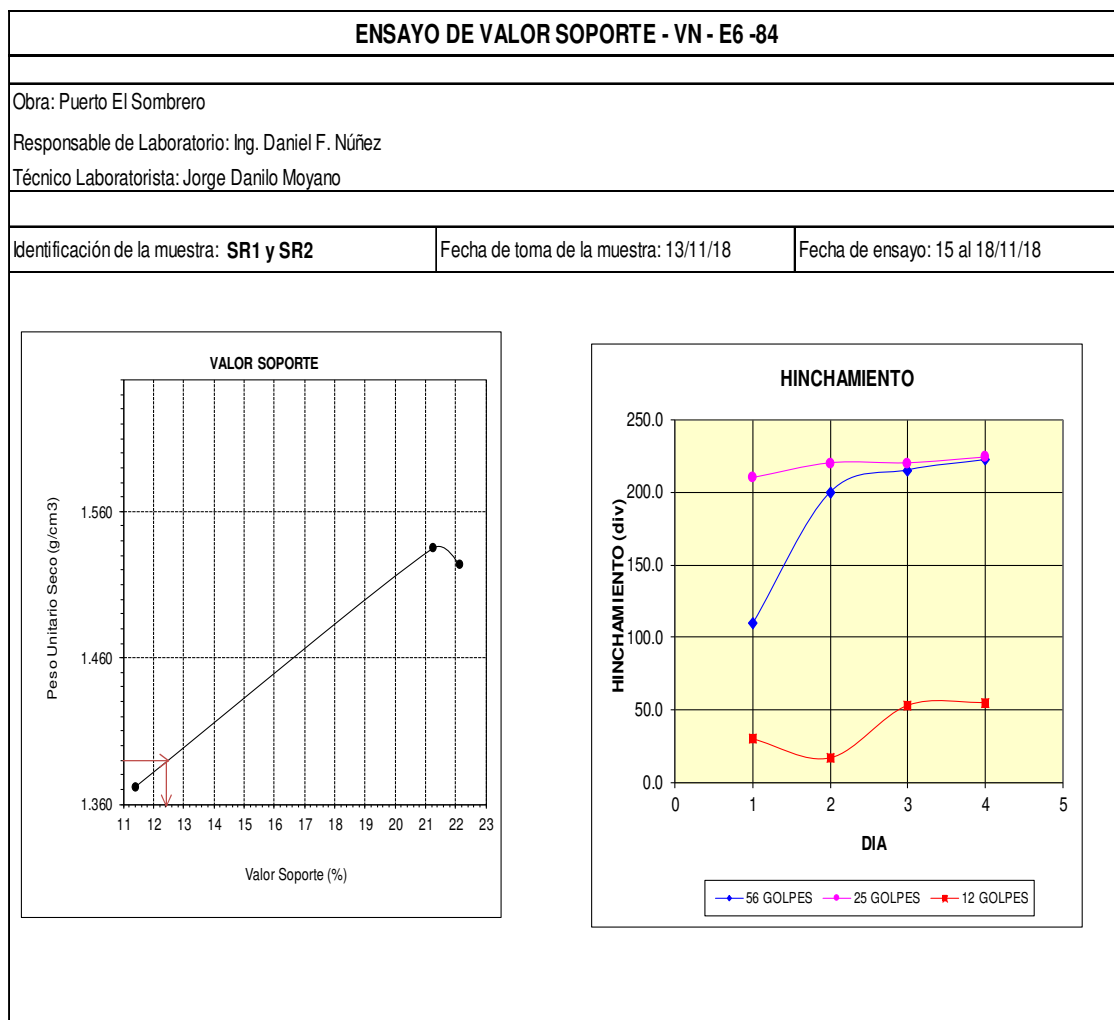 ENSAYO DE VALOR SOPORTE - VN - E6 -84
Obra: Puerto El Sombrero
Responsable de Laboratorio: Ing. Daniel F. Núñez
Técnico Laboratorista: Jorge Danilo Moyano
Identificación de la muestra: SR1 y SR2
Fecha de toma de la muestra: 13/11/18
Fecha de ensayo: 15 al 18/11/18
VALOR SOPORTE
Peso Unitario Seco (g/cm3)
1.560
1.460
1.360
11 12 13 14 15 16 17 18 19 20 21 22 23
Valor Soporte (%)
HINCHAMIENTO
HINCHAMIENTO (div)
250.0
200.0
150.0
100.0
50.0
0.0
0 1 2 3 4 5
DIA
56 GOLPES 25 GOLPES 12 GOLPES